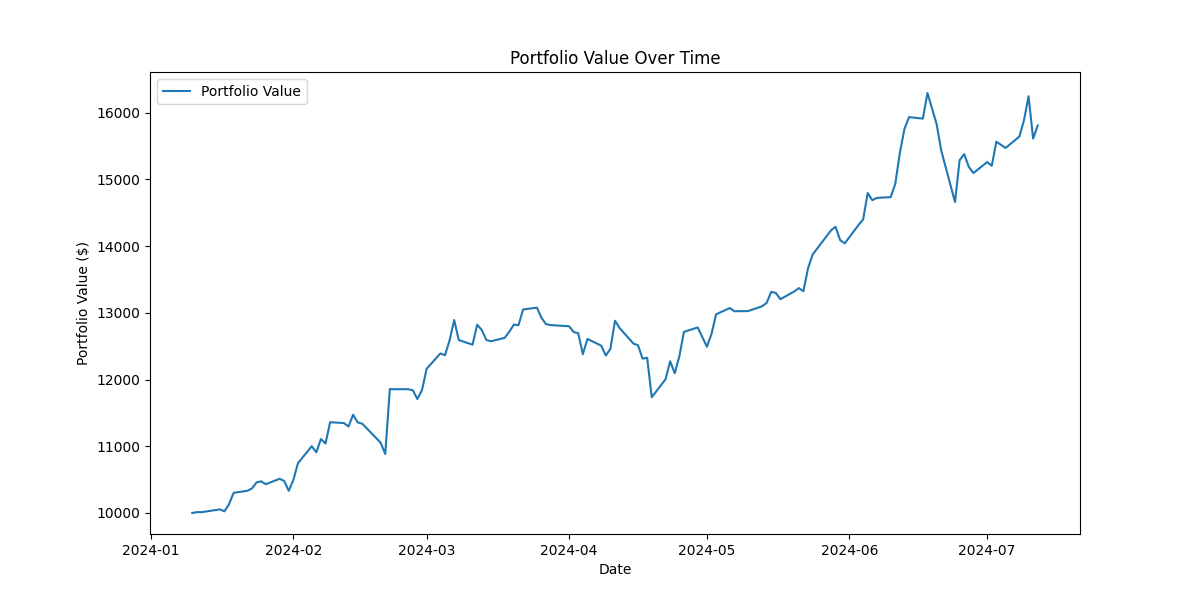 Portfolio Value Over Time
Portfolio Value
Portfolio Value ($)
16000
15000
14000
13000
12000
11000
10000
2024-01 2024-02 2024-03 2024-04 2024-05 2024-06 2024-07
Date